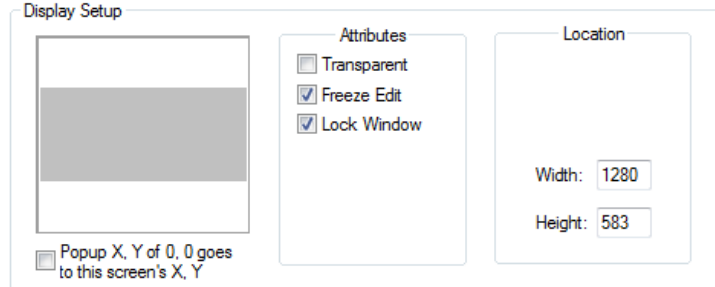 Display Setup
Attributes
Transparent
Freeze Edit
Lock Window
Location
Width: 1280
Height: 583
Popup X, Y of 0, 0 goes
to this screen's X, Y